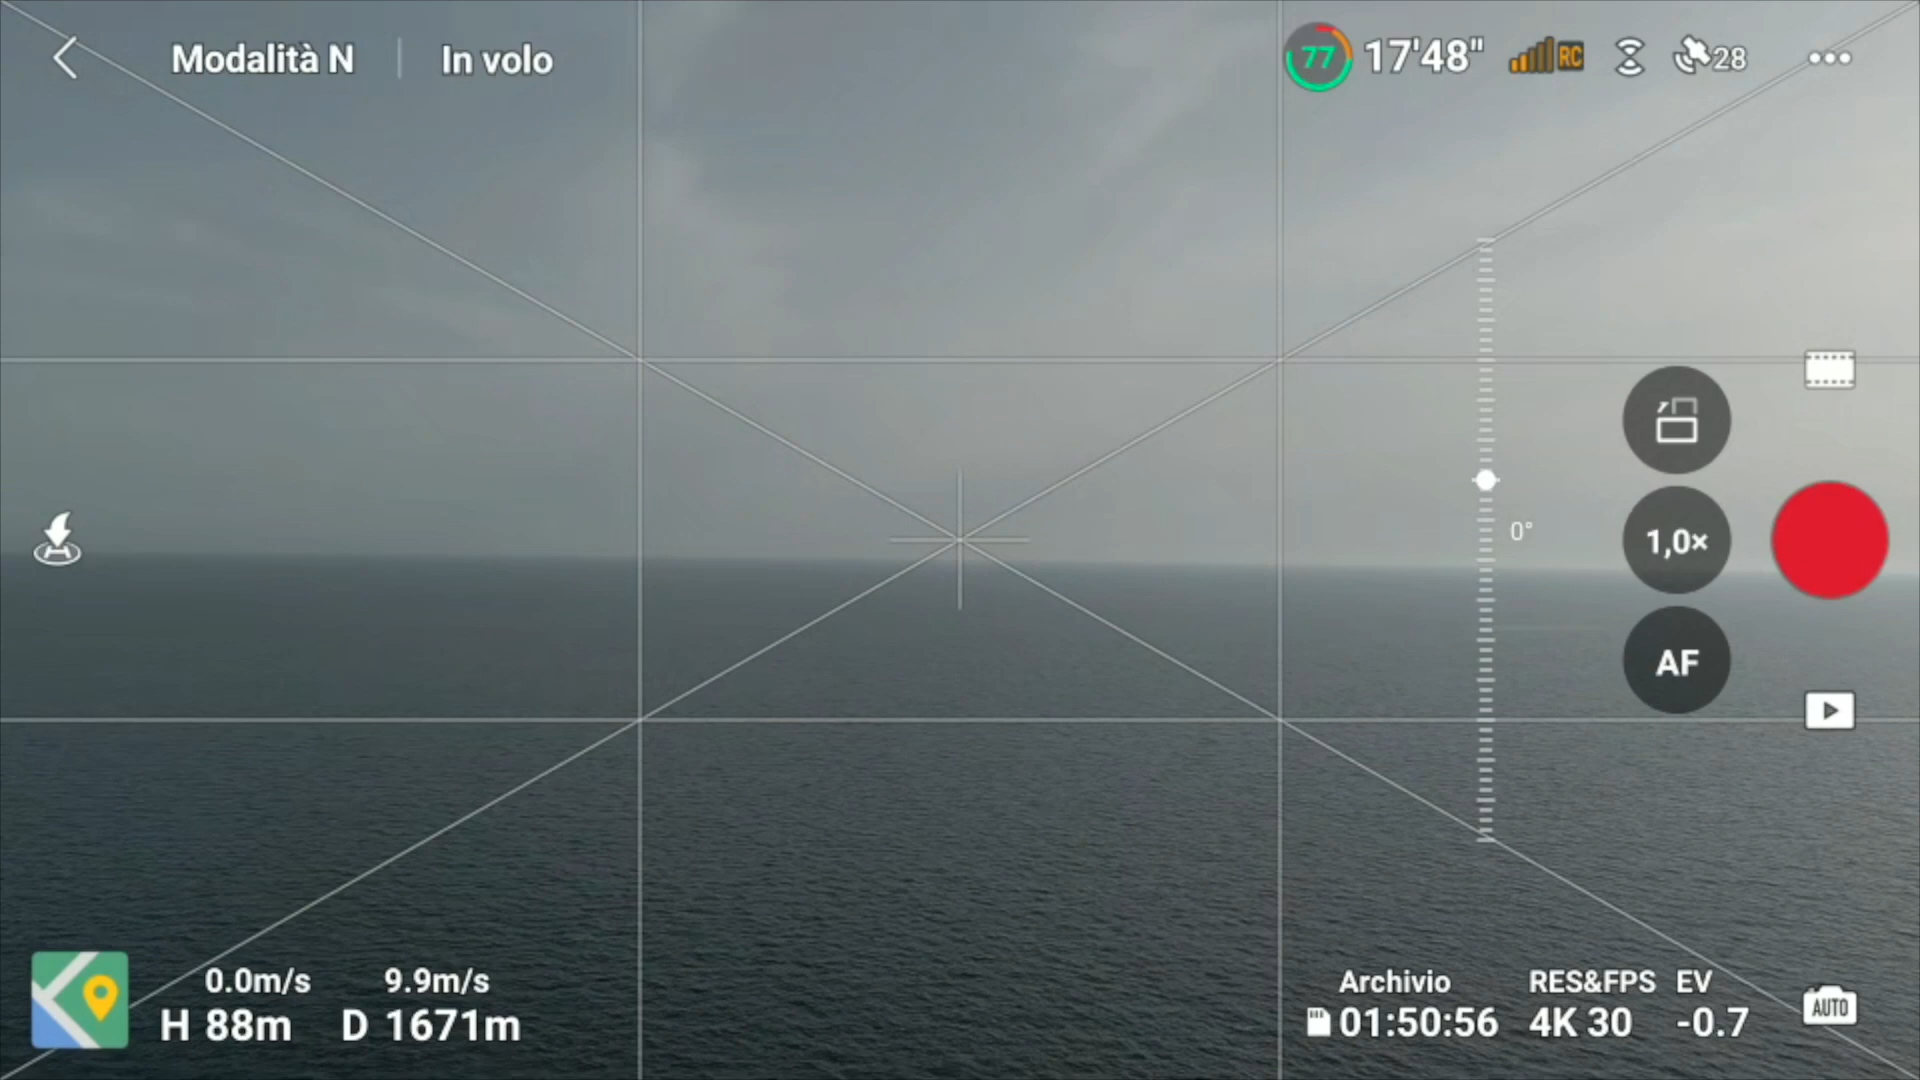 Modalità N | In volo
77 17'48" RC 28
0°
1,0×
AF
0.0m/s 9.9m/s
H 88m D 1671m
Archivio RES&FPS EV
01:50:56 4K 30 -0.7
AUTO